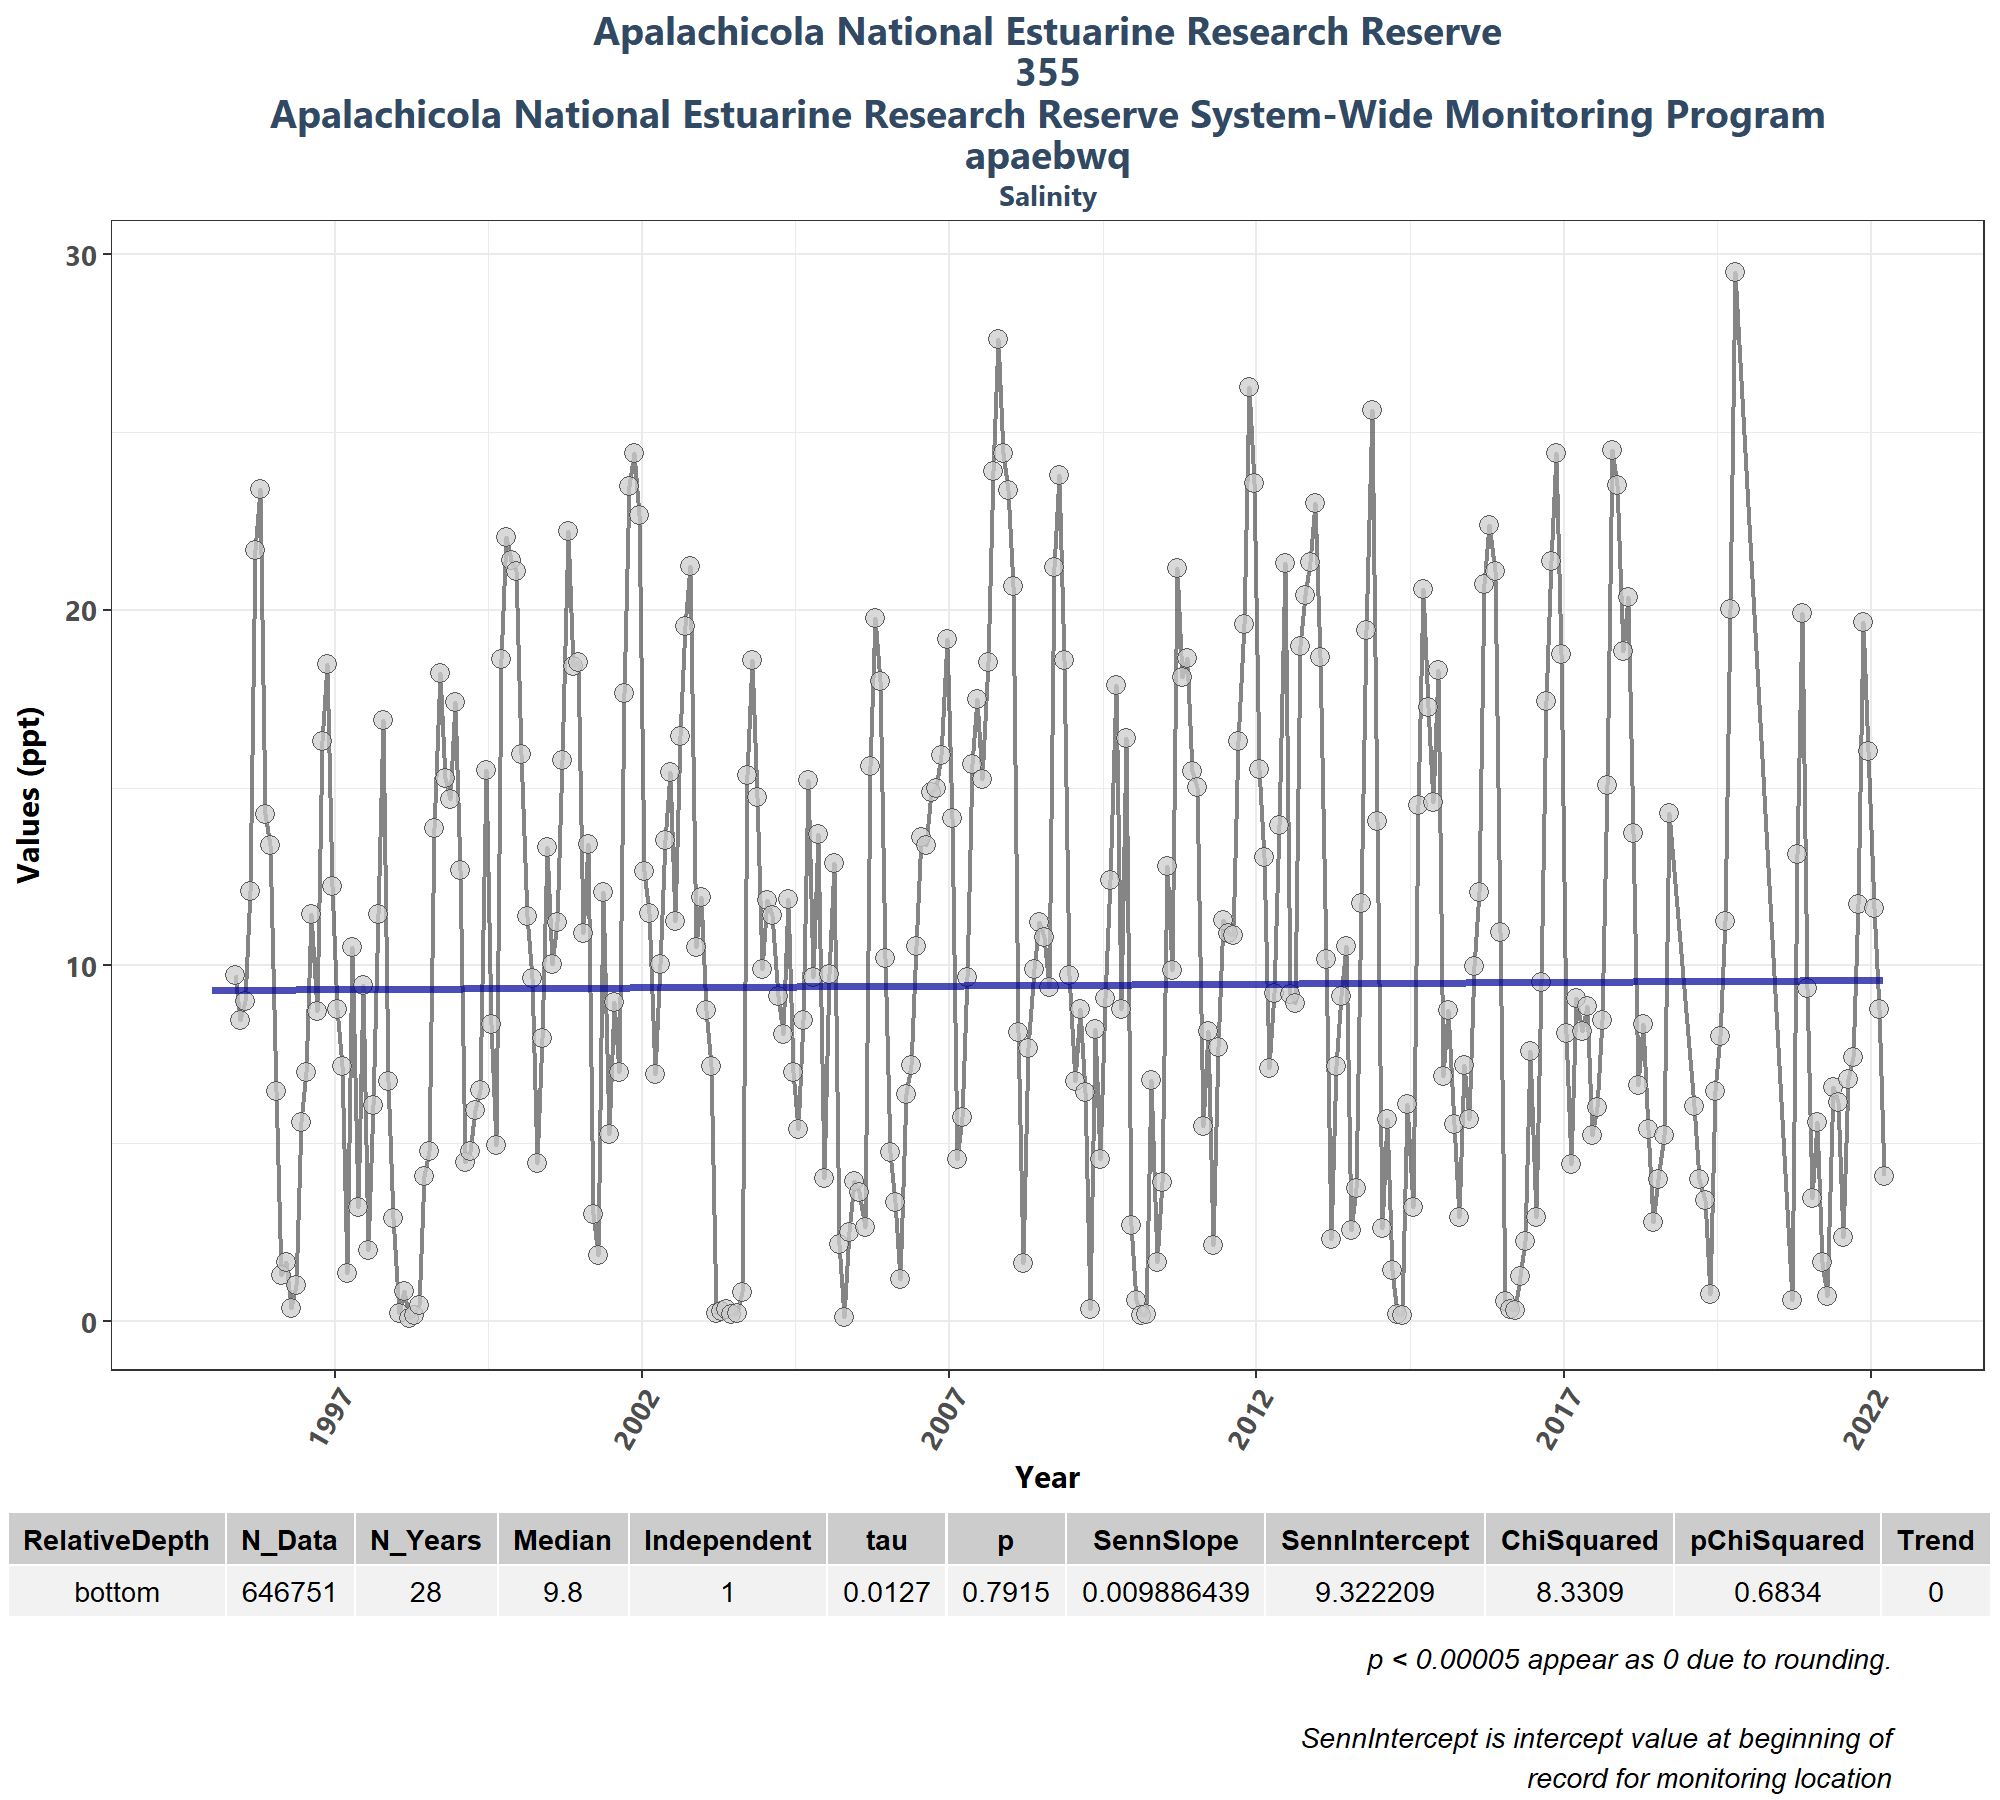 Apalachicola National Estuarine Research Reserve
355
Apalachicola National Estuarine Research Reserve System-Wide Monitoring Program
apaebwq
Salinity
30
20
10
0
Values (ppt)
1997 2002 2007 2012 2017 2022
Year
RelativeDepth N_Data N_Years Median Independent tau p SennSlope SennIntercept ChiSquared pChiSquared Trend
bottom 646751 28 9.8 1 0.0127 0.7915 0.009886439 9.322209 8.3309 0.6834 0
p < 0.00005 appear as 0 due to rounding.
SennIntercept is intercept value at beginning of
record for monitoring location